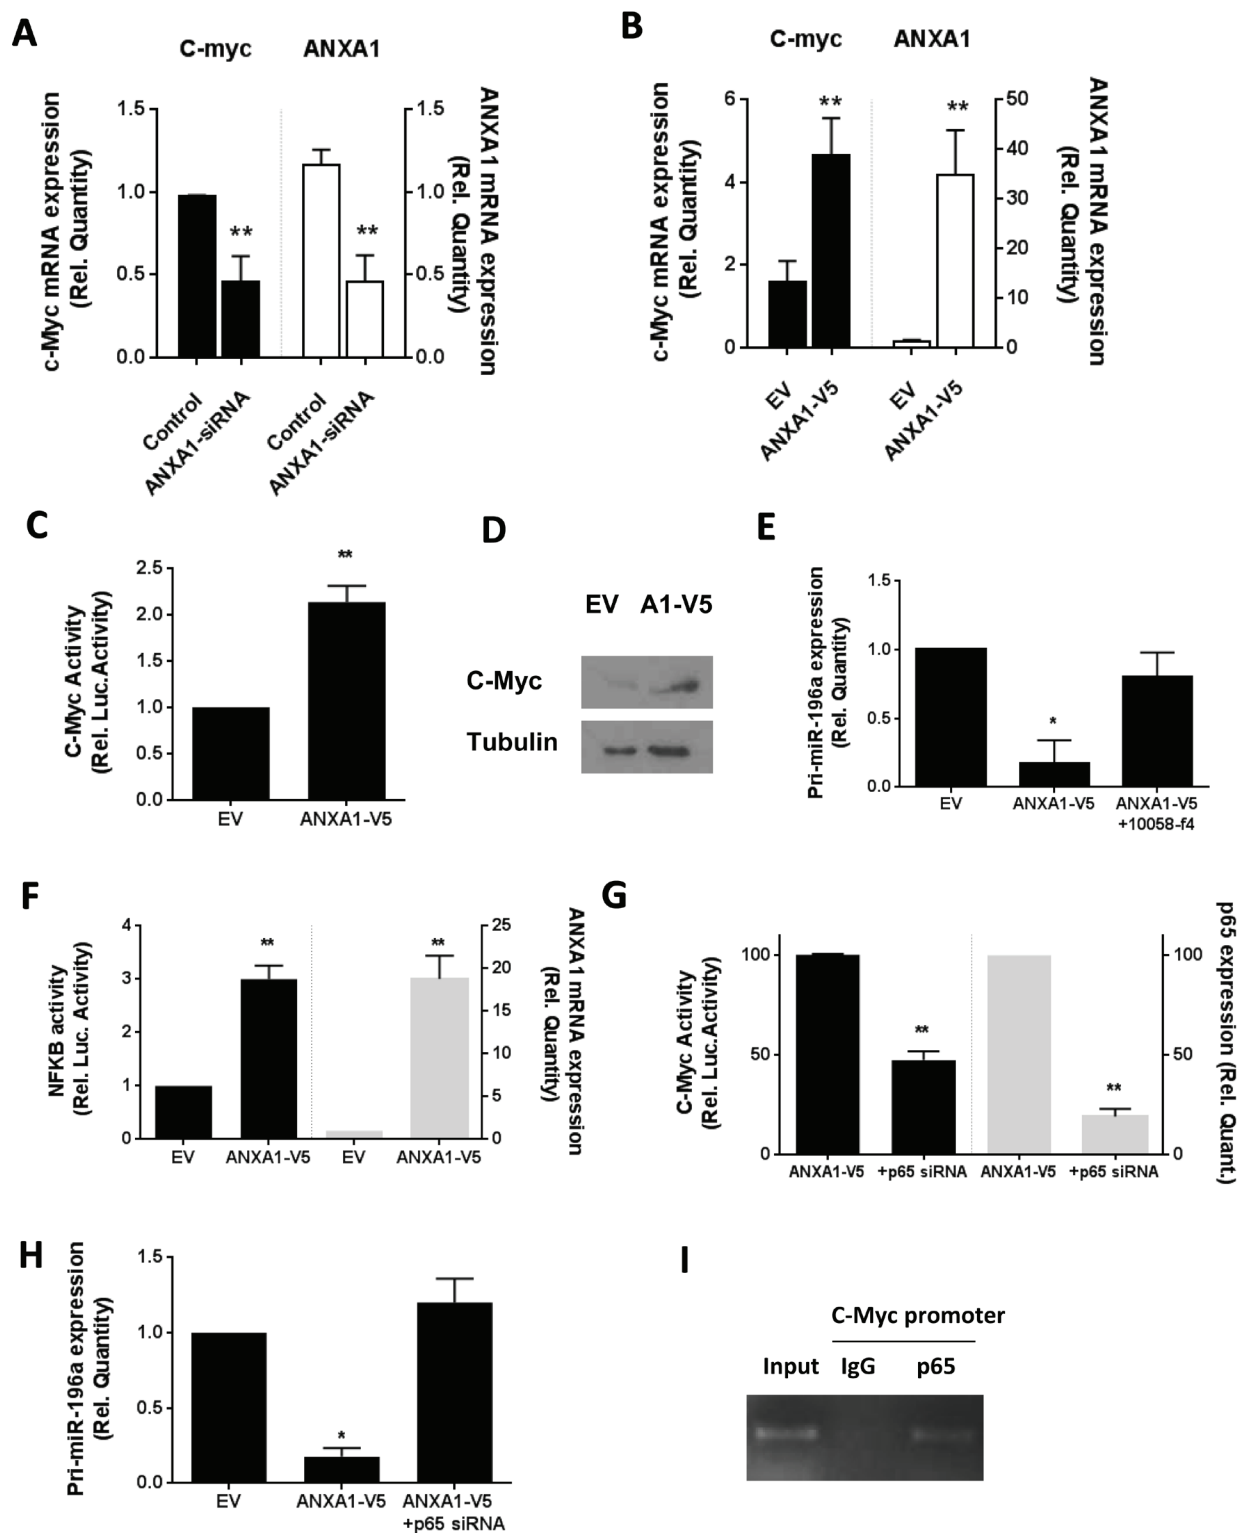 A
C-myc ANXA1
c-Myc mRNA expression
(Rel. Quantity)
1.5
1.0
0.5
0.0
** **
1.5
1.0
0.5
0.0
ANXA1 mRNA expression
(Rel. Quantity)
Control
ANXA1-siRNA
Control
ANXA1-siRNA
B
C-myc ANXA1
c-Myc mRNA expression
(Rel. Quantity)
6
4
2
0
** **
50
40
30
20
10
0
ANXA1 mRNA expression
(Rel. Quantity)
EV
ANXA1-V5
EV
ANXA1-V5
C
C-Myc Activity
(Rel. Luc.Activity)
2.5
2.0
1.5
1.0
0.5
0.0
**
EV ANXA1-V5
D
EV A1-V5
C-Myc
Tubulin
E
Pri-miR-196a expression
(Rel. Quantity)
1.5
1.0
0.5
0.0
*
EV ANXA1-V5 ANXA1-V5
+10058-f4
F
NFKB activity
(Rel. Luc. Activity)
4
3
2
1
0
** **
25
20
15
10
5
0
ANXA1 mRNA expression
(Rel. Quantity)
EV ANXA1-V5 EV ANXA1-V5
G
C-Myc Activity
(Rel. Luc.Activity)
100
50
0
** **
100
50
0
p65 expression (Rel. Quant.)
ANXA1-V5 +p65 siRNA ANXA1-V5 +p65 siRNA
H
Pri-miR-196a expression
(Rel. Quantity)
1.5
1.0
0.5
0.0
*
EV ANXA1-V5 ANXA1-V5
+p65 siRNA
I
C-Myc promoter
Input IgG p65